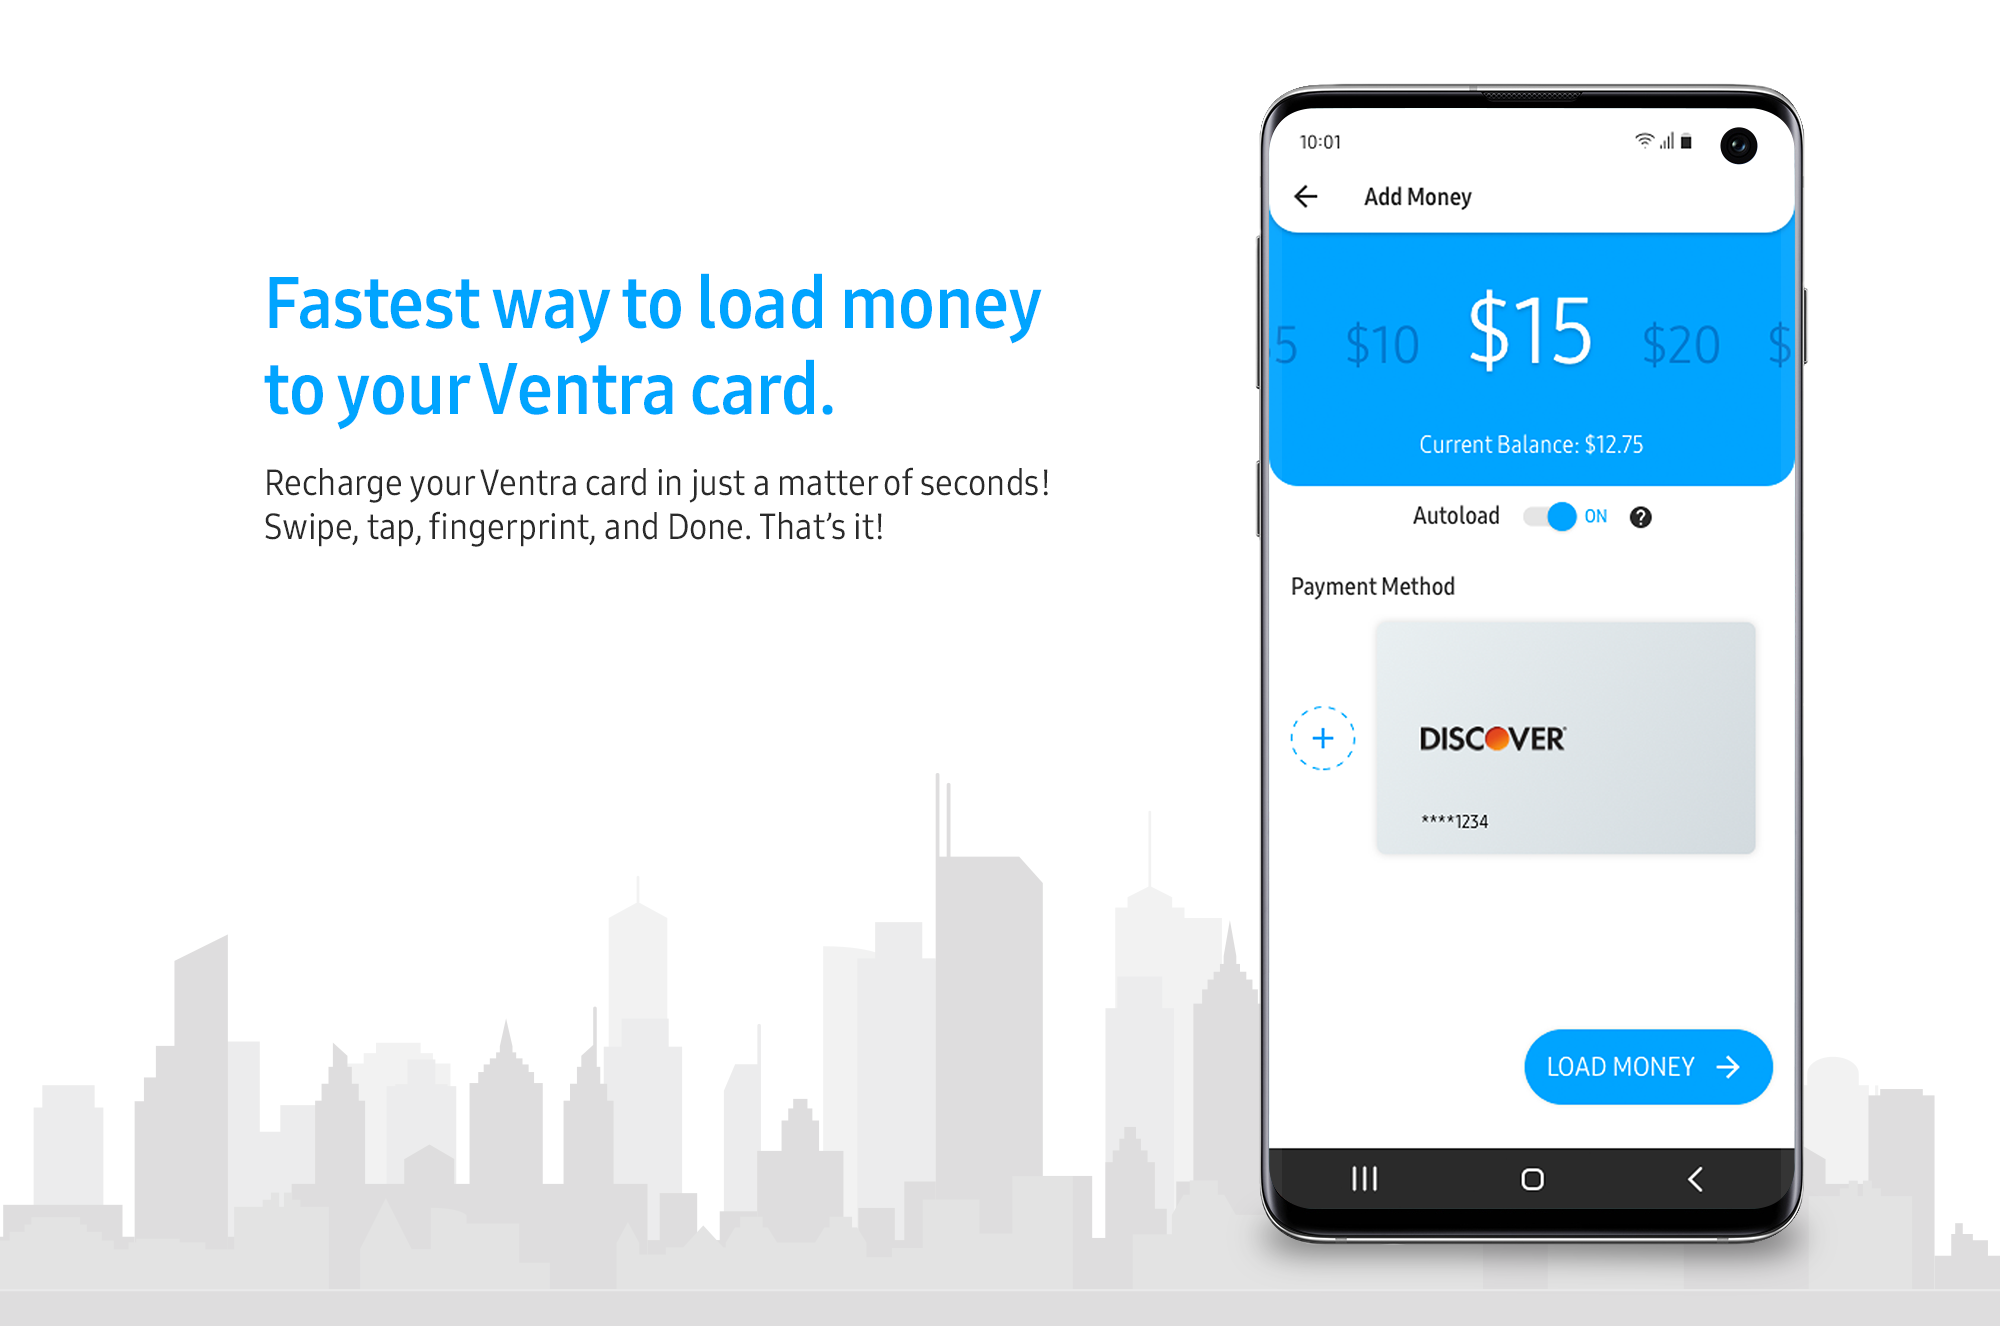 Fastest way to load money
to your Ventra card.
Recharge your Ventra card in just a matter of seconds!
Swipe, tap, fingerprint, and Done. That's it!
10:01
Add Money
5 $10 $15 $20 $
Current Balance: $12.75
Autoload ON ?
Payment Method
+
DISCOVER
****1234
LOAD MONEY →